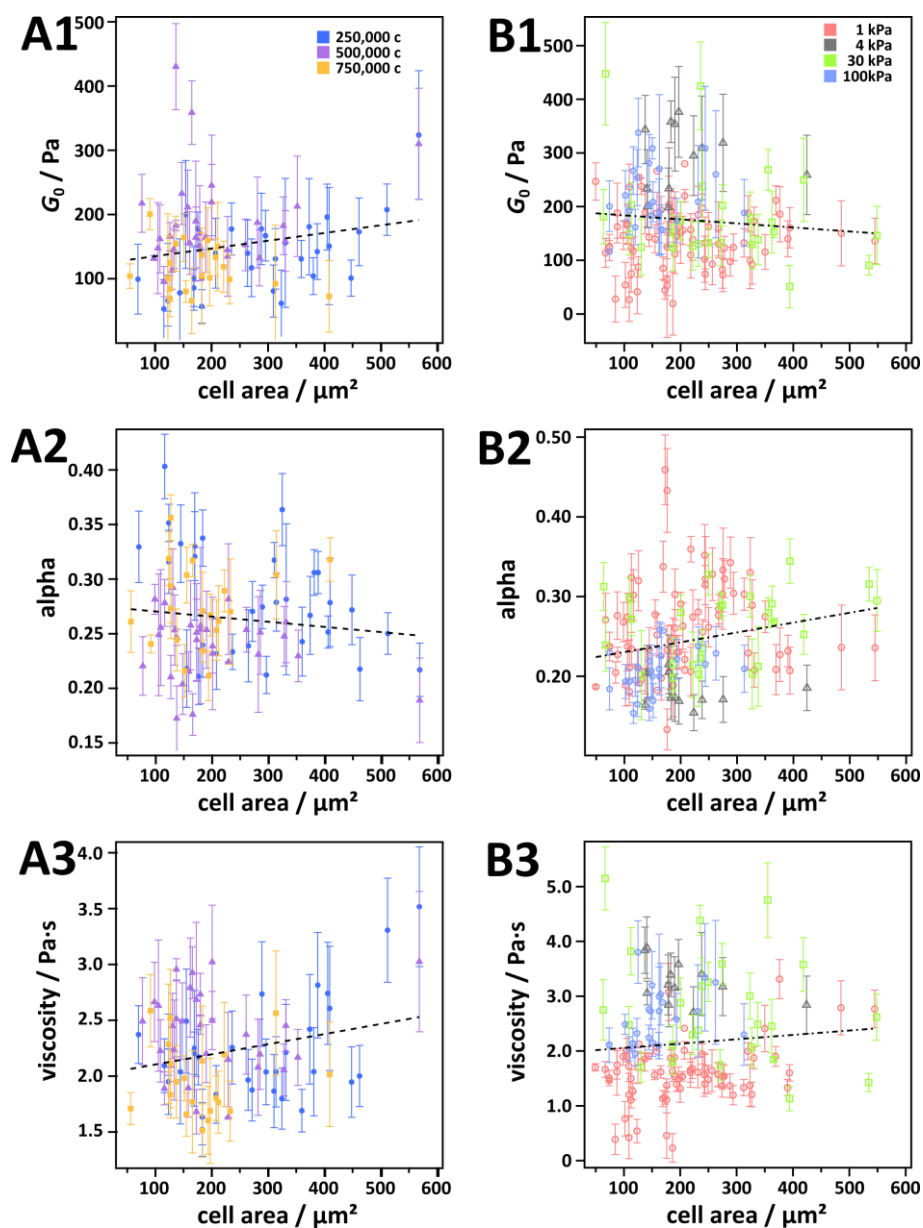 A1
500
400
300
200
100
G₀ / Pa
250,000 c
500,000 c
750,000 c
100 200 300 400 500 600
cell area / µm²
B1
500
400
300
200
100
0
G₀ / Pa
1 kPa
4 kPa
30 kPa
100kPa
100 200 300 400 500 600
cell area / µm²
A2
0.40
0.35
0.30
0.25
0.20
0.15
alpha
100 200 300 400 500 600
cell area / µm²
B2
0.50
0.40
0.30
0.20
alpha
100 200 300 400 500 600
cell area / µm²
A3
4.0
3.5
3.0
2.5
2.0
1.5
viscosity / Pa·s
100 200 300 400 500 600
cell area / µm²
B3
5.0
4.0
3.0
2.0
1.0
0
viscosity / Pa·s
100 200 300 400 500 600
cell area / µm²